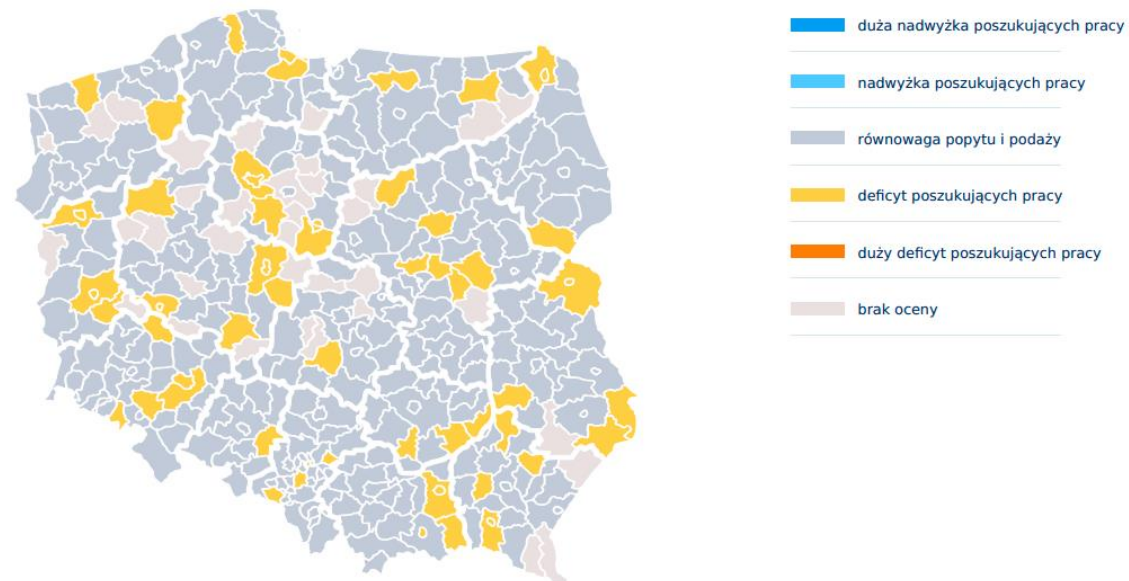 duża nadwyżka poszukujących pracy
nadwyżka poszukujących pracy
równowaga popytu i podaży
deficyt poszukujących pracy
duży deficyt poszukujących pracy
brak oceny